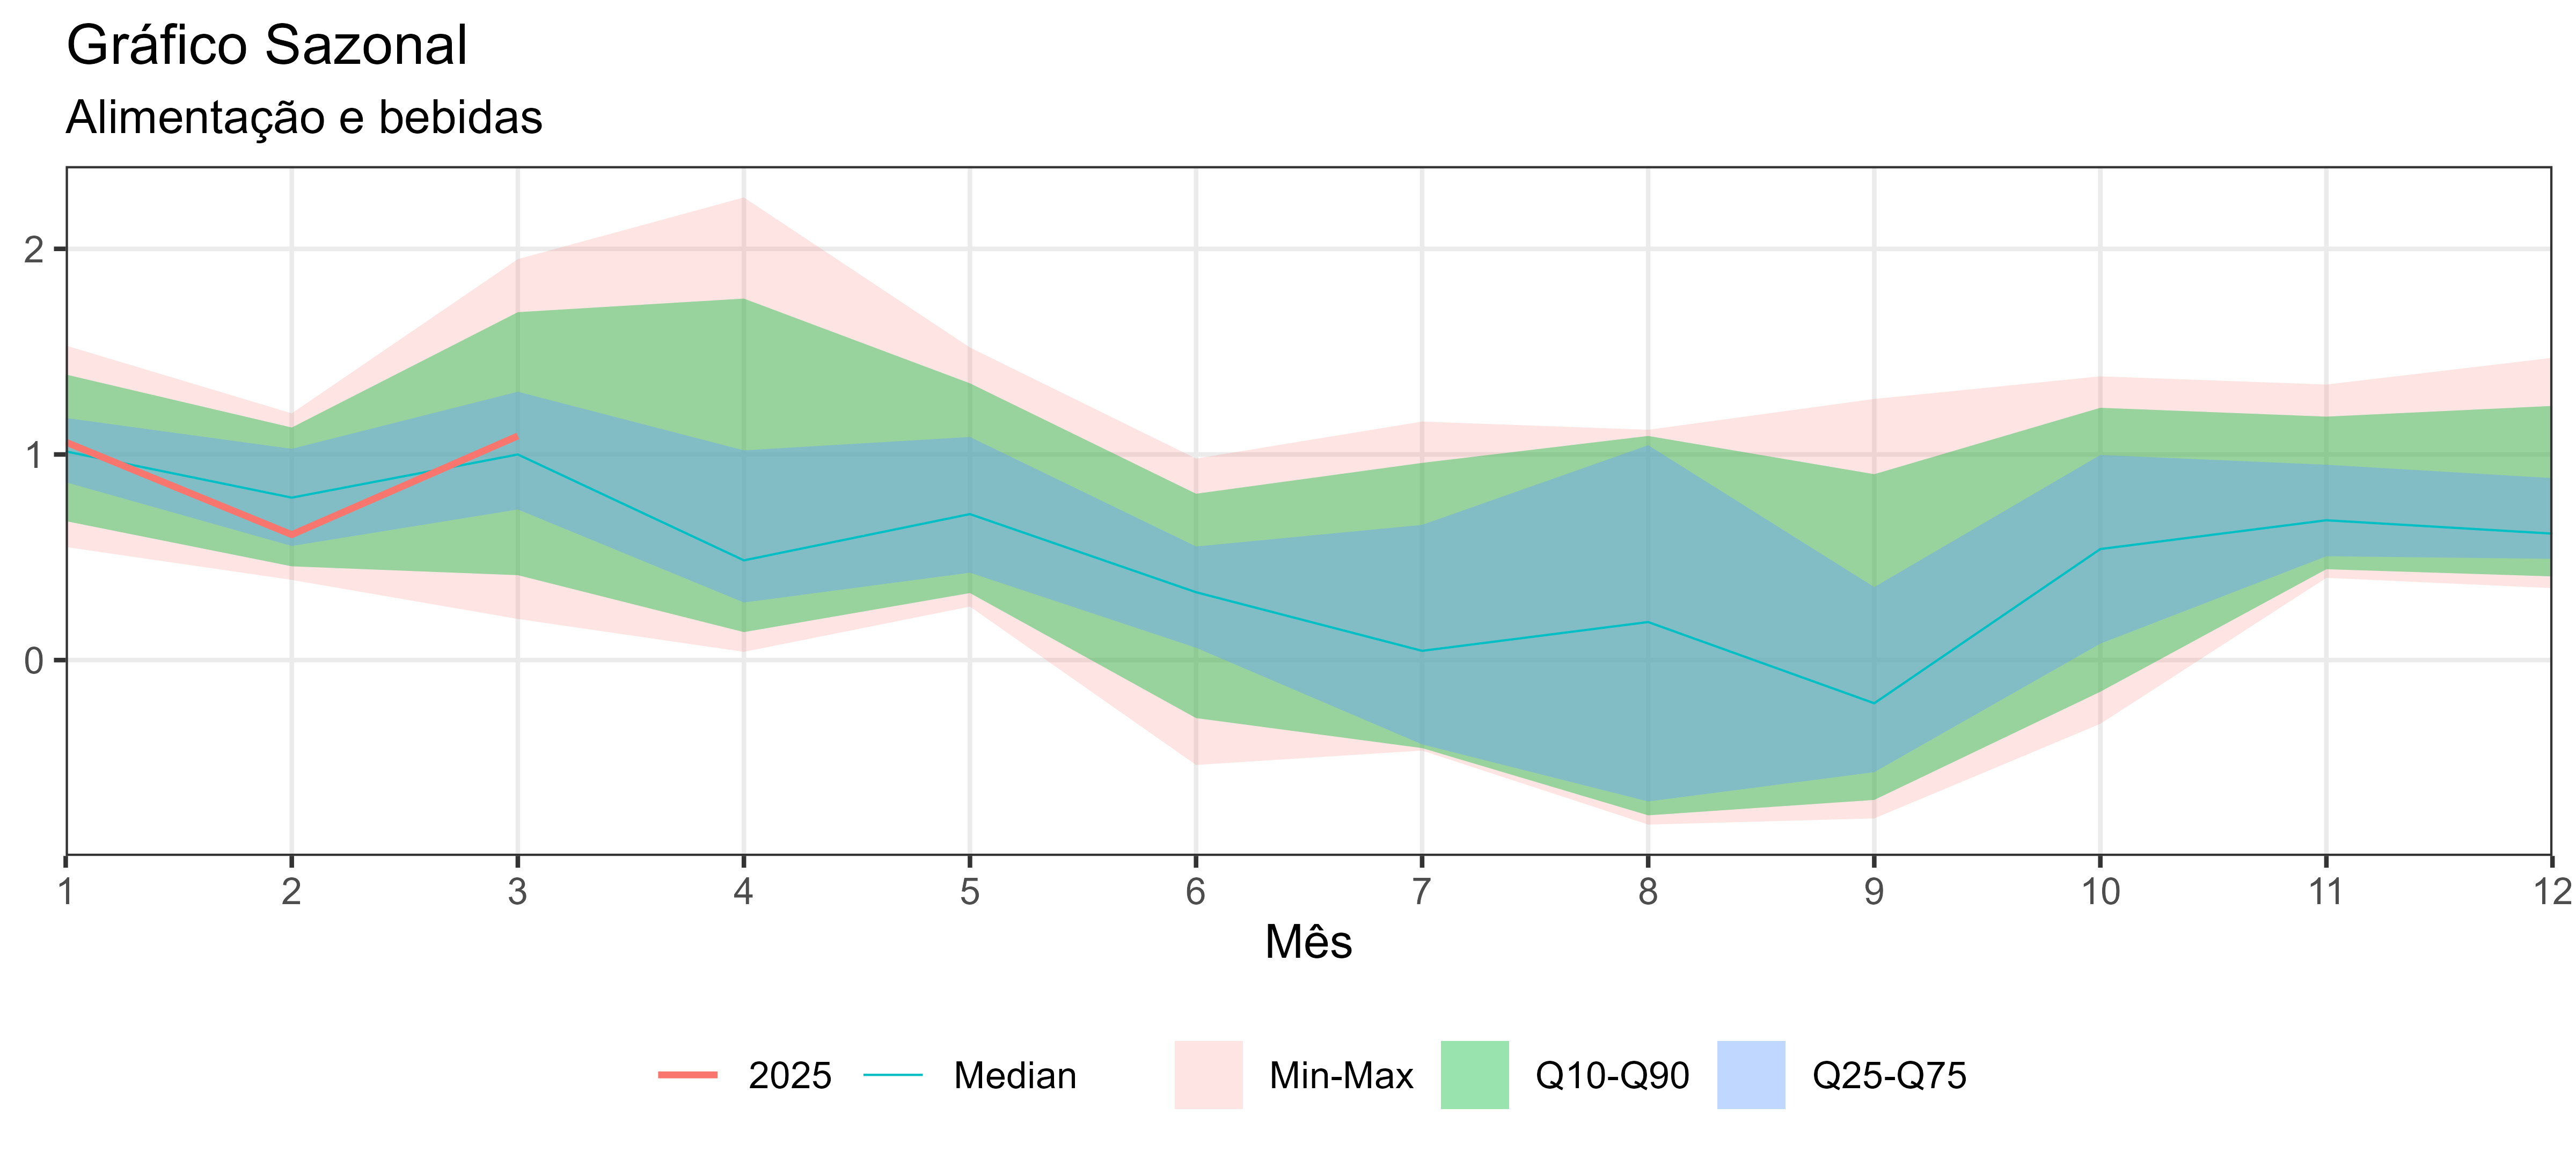 Gráfico Sazonal
Alimentação e bebidas
2
1
0
1 2 3 4 5 6 7 8 9 10 11 12
Mês
2025 Median Min-Max Q10-Q90 Q25-Q75